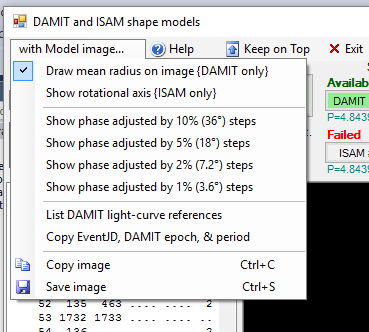 DAMIT and ISAM shape models
with Model image... Help Keep on Top Exit
Draw mean radius on image {DAMIT only}
Show rotational axis {ISAM only}
Show phase adjusted by 10% (36°) steps
Show phase adjusted by 5% (18°) steps
Show phase adjusted by 2% (7.2°) steps
Show phase adjusted by 1% (3.6°) steps
List DAMIT light-curve references
Copy EventJD, DAMIT epoch, & period
Copy image Ctrl+C
Save image Ctrl+S
Availab
DAMIT
P=4.8439
Failed
ISAM
P=4.8439
52 135 463 .... .... 2
53 1732 1733 .... .... ..
54 136